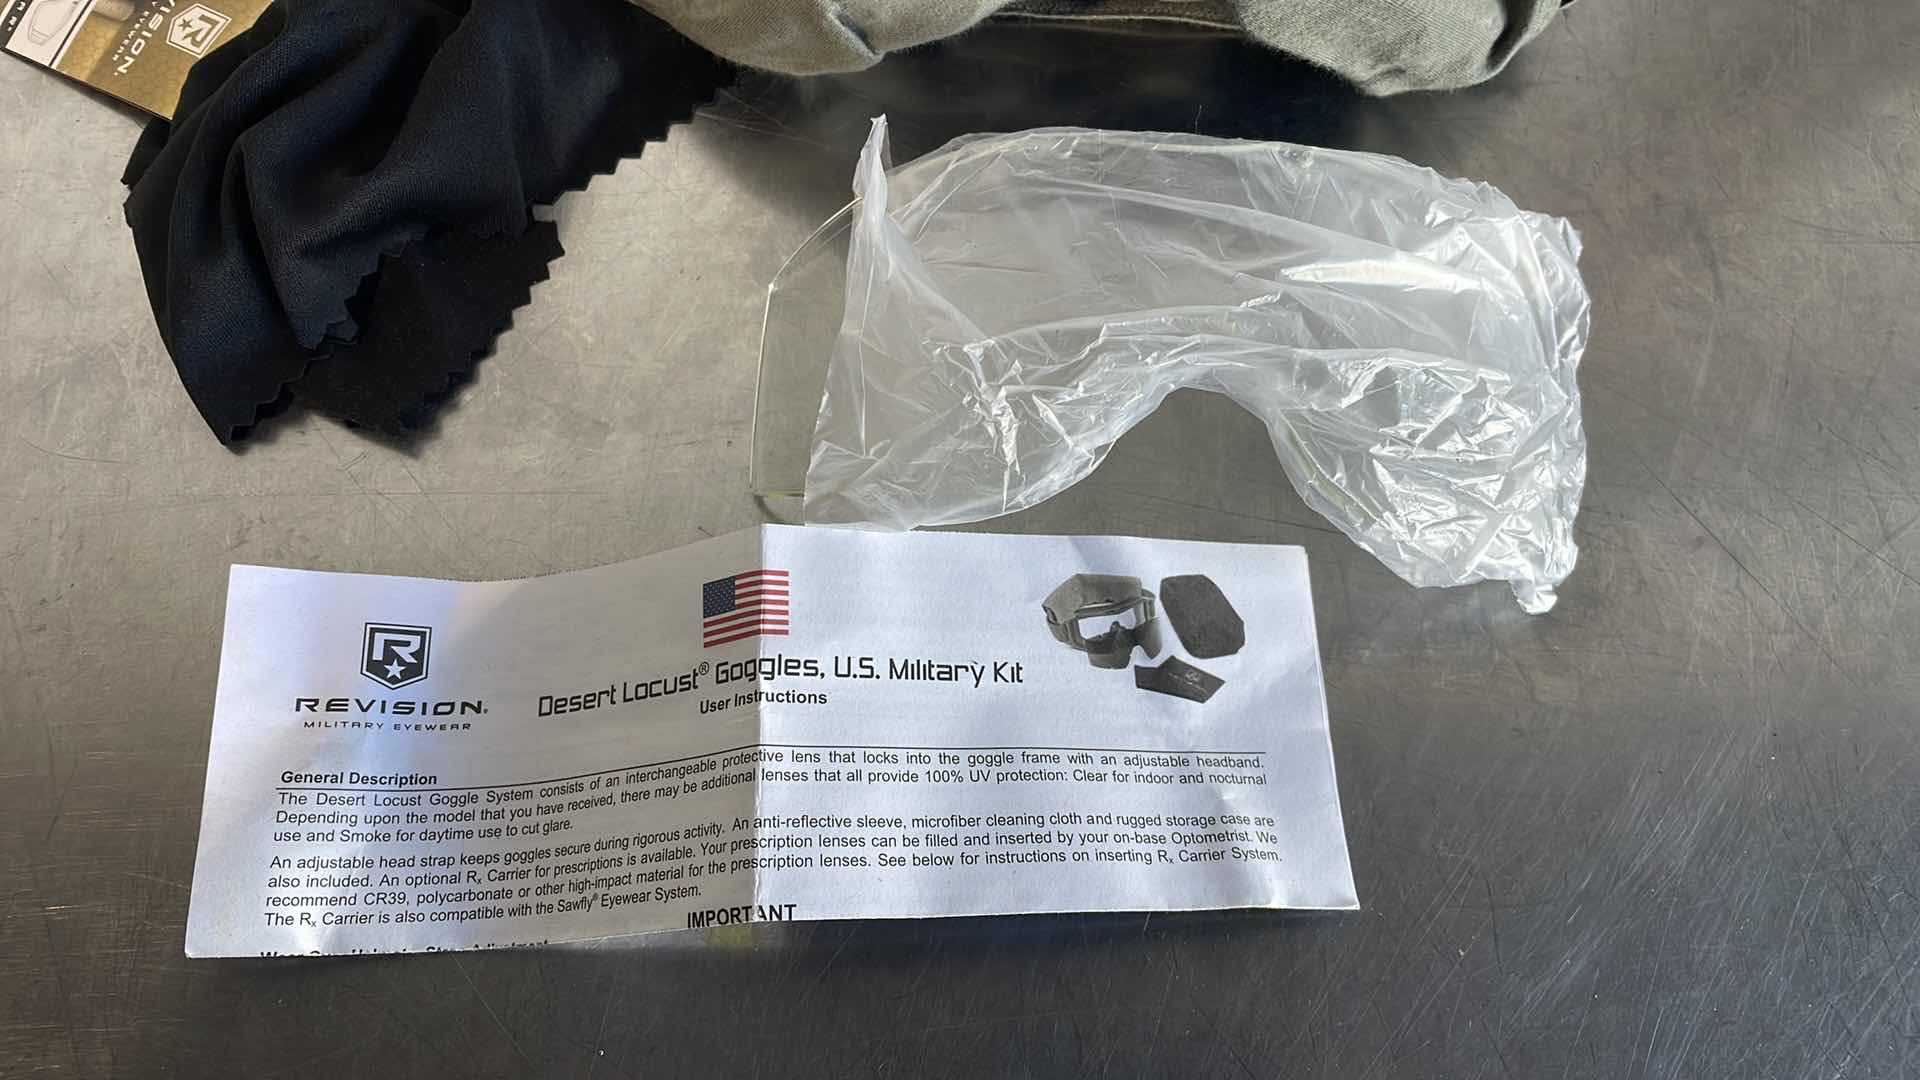 VISION.
EYEWEAR
REVISION®
MILITARY EYEWEAR
Desert Locust® Goggles, U.S. Military Kit
User Instructions
General Description
The Desert Locust Goggle System consists of an interchangeable protective lens that locks into the goggle frame with an adjustable headband.
Depending upon the model that you have received, there may be additional lenses that all provide 100% UV protection: Clear for indoor and nocturnal
use and Smoke for daytime use to cut glare.
An adjustable head strap keeps goggles secure during rigorous activity. An anti-reflective sleeve, microfiber cleaning cloth and rugged storage case are
also included. An optional Rx Carrier for prescriptions is available. Your prescription lenses can be filled and inserted by your on-base Optometrist. We
recommend CR39, polycarbonate or other high-impact material for the prescription lenses. See below for instructions on inserting Rx Carrier System.
The Rx Carrier is also compatible with the Sawfly® Eyewear System.
IMPORTANT